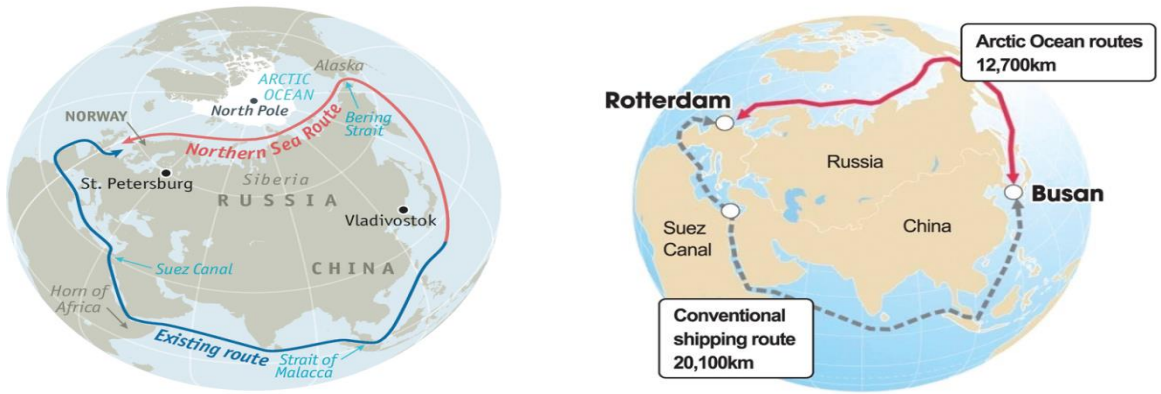 Alaska
ARCTIC
OCEAN
North Pole
Bering
Strait
NORWAY
Northern Sea Route
St. Petersburg
Siberia
RUSSIA
Vladivostok
Suez Canal
CHINA
Horn of
Africa
Existing route
Strait of
Malacca
Arctic Ocean routes
12,700km
Rotterdam
Russia
Busan
Suez
Canal
China
Conventional
shipping route
20,100km